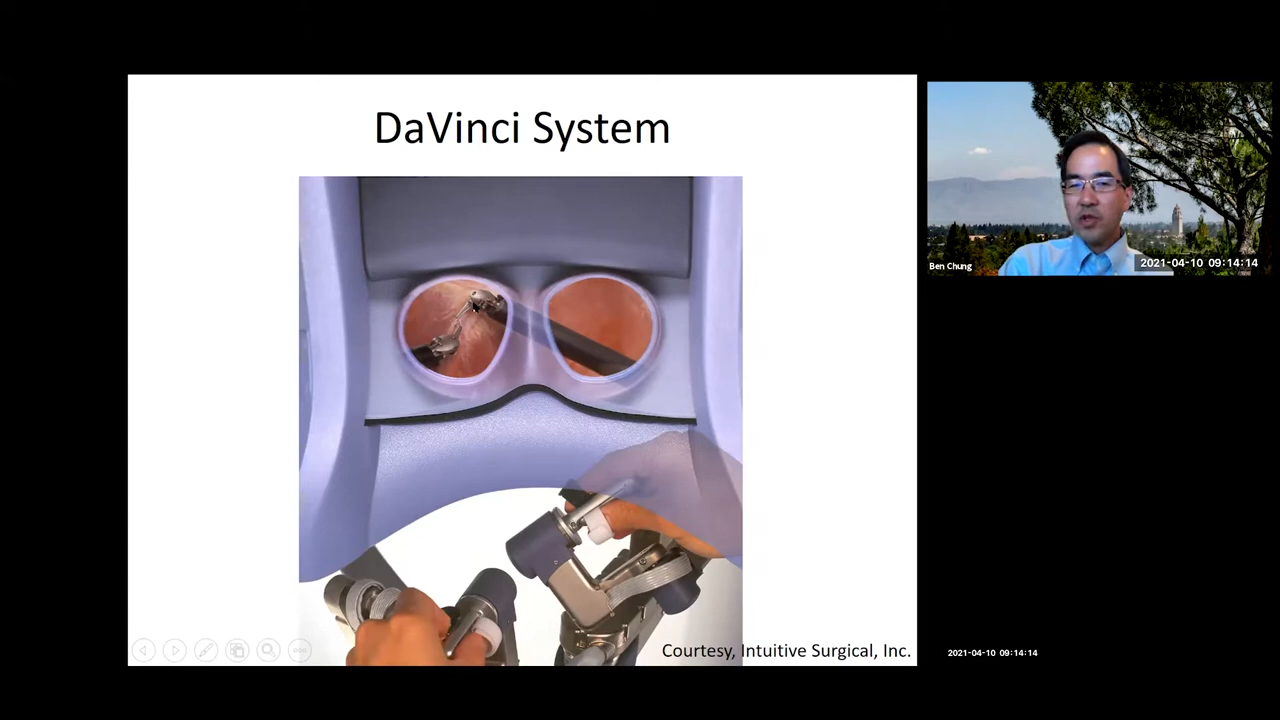 DaVinci System
Courtesy, Intuitive Surgical, Inc.
Ben Chung
2021-04-10 09:14:14
2021-04-10 09:14:14